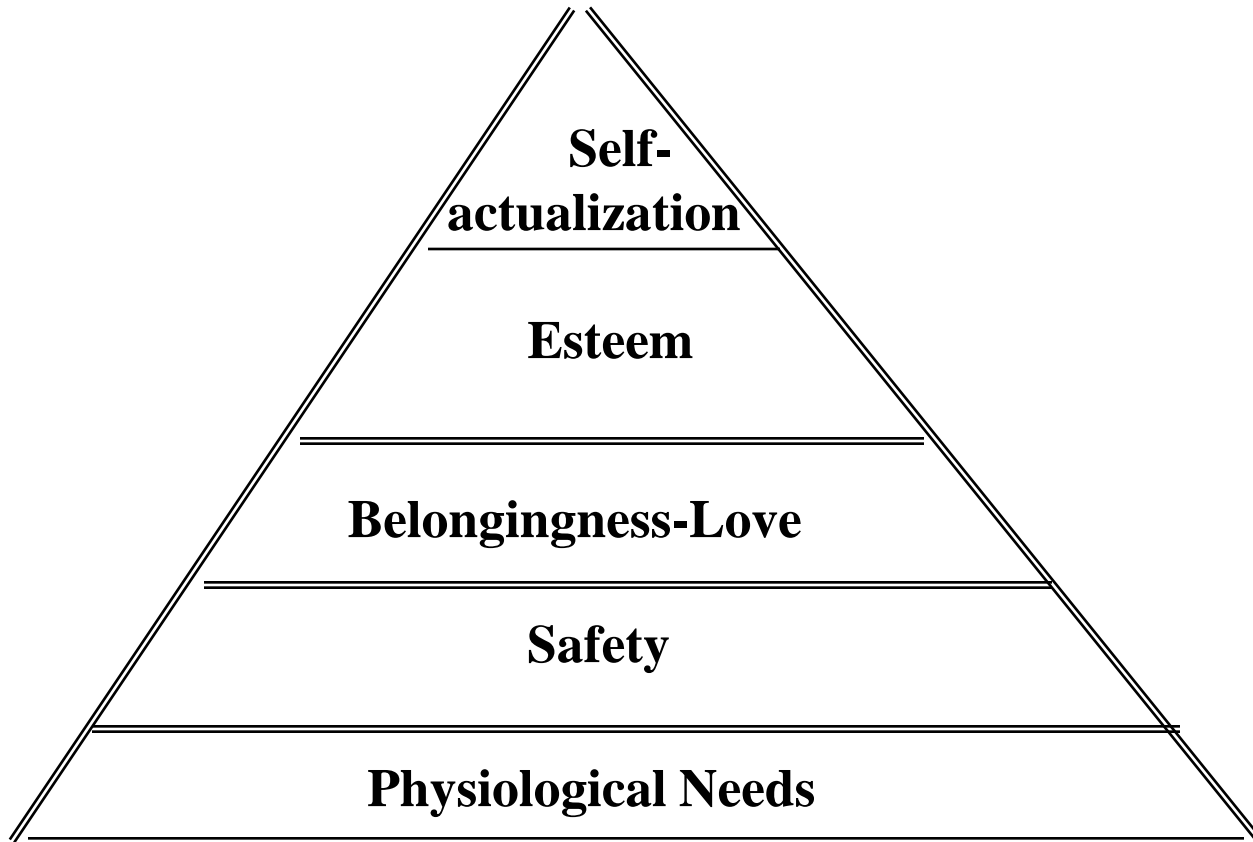 Self-
actualization
Esteem
Belongingness-Love
Safety
Physiological Needs